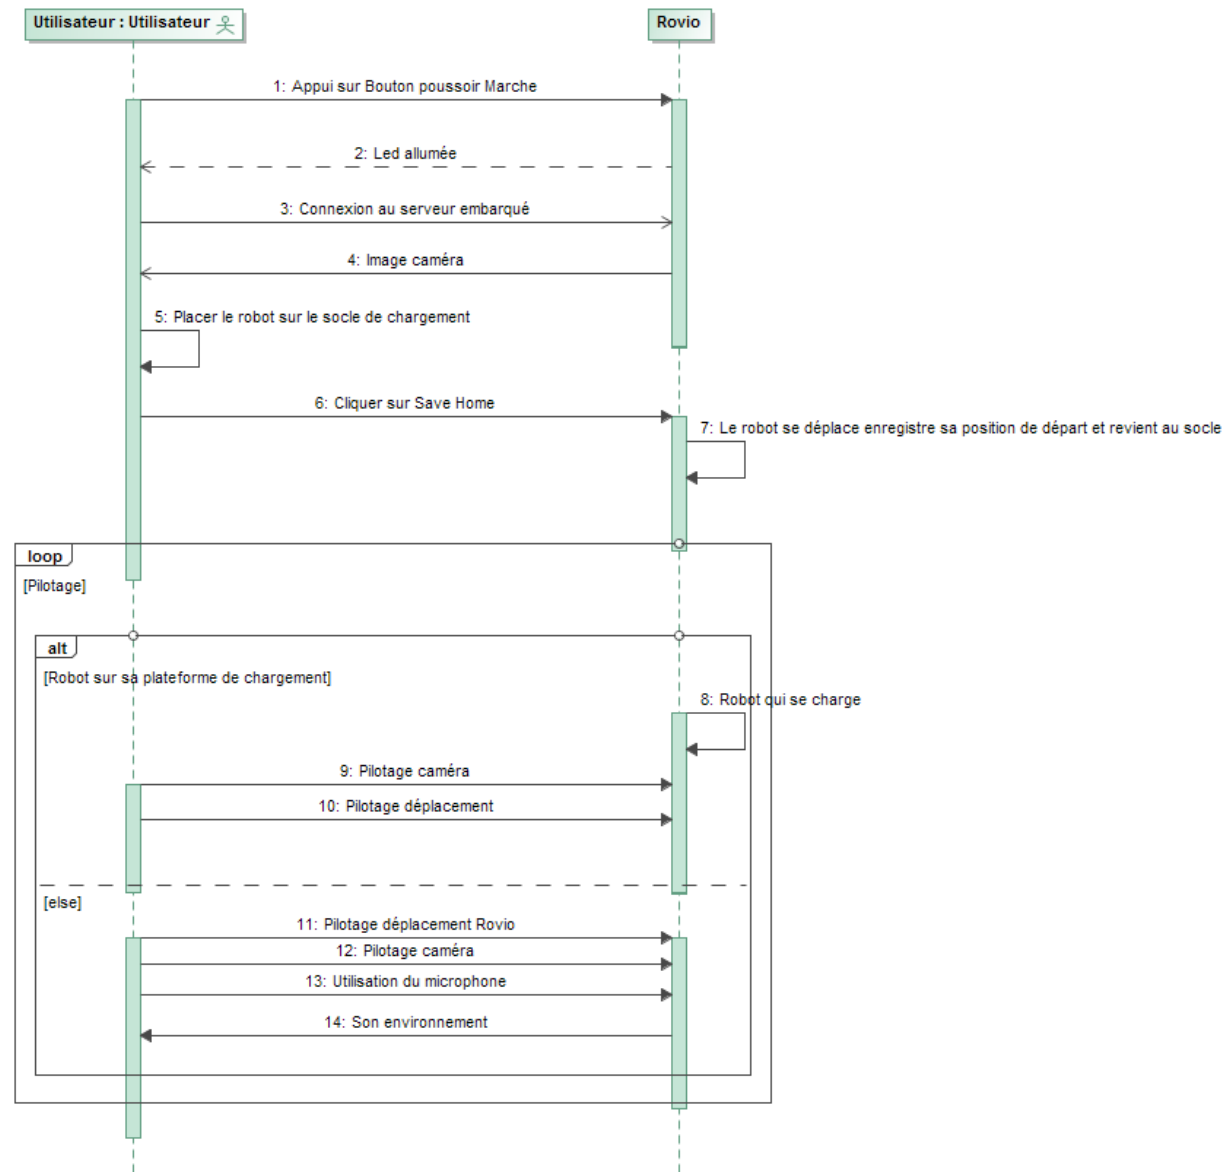 Utilisateur : Utilisateur
Rovio
1: Appui sur Bouton poussoir Marche
2: Led allumée
3: Connexion au serveur embarqué
4: Image caméra
5: Placer le robot sur le socle de chargement
6: Cliquer sur Save Home
7: Le robot se déplace enregistre sa position de départ et revient au socle
loop
[Pilotage]
alt
[Robot sur sa plateforme de chargement]
8: Robot qui se charge
9: Pilotage caméra
10: Pilotage déplacement
[else]
11: Pilotage déplacement Rovio
12: Pilotage caméra
13: Utilisation du microphone
14: Son environnement